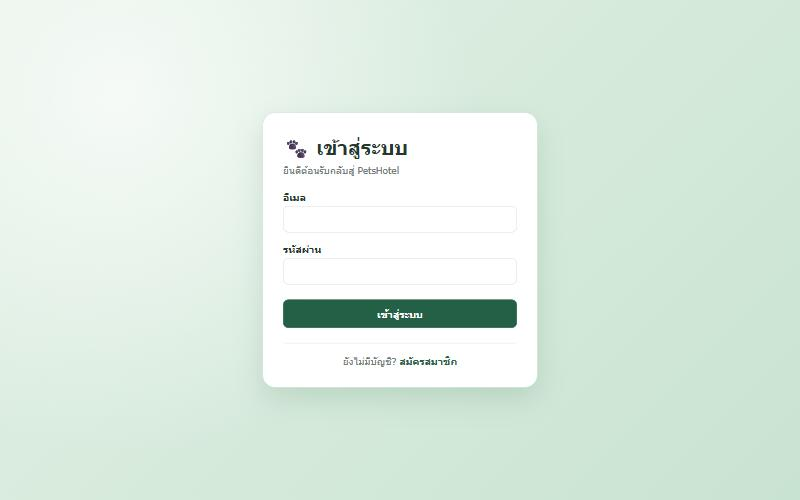 เข้าสู่ระบบ
ยินดีต้อนรับกลับสู่ PetsHotel
อีเมล
รหัสผ่าน
เข้าสู่ระบบ
ยังไม่มีบัญชี? สมัครสมาชิก